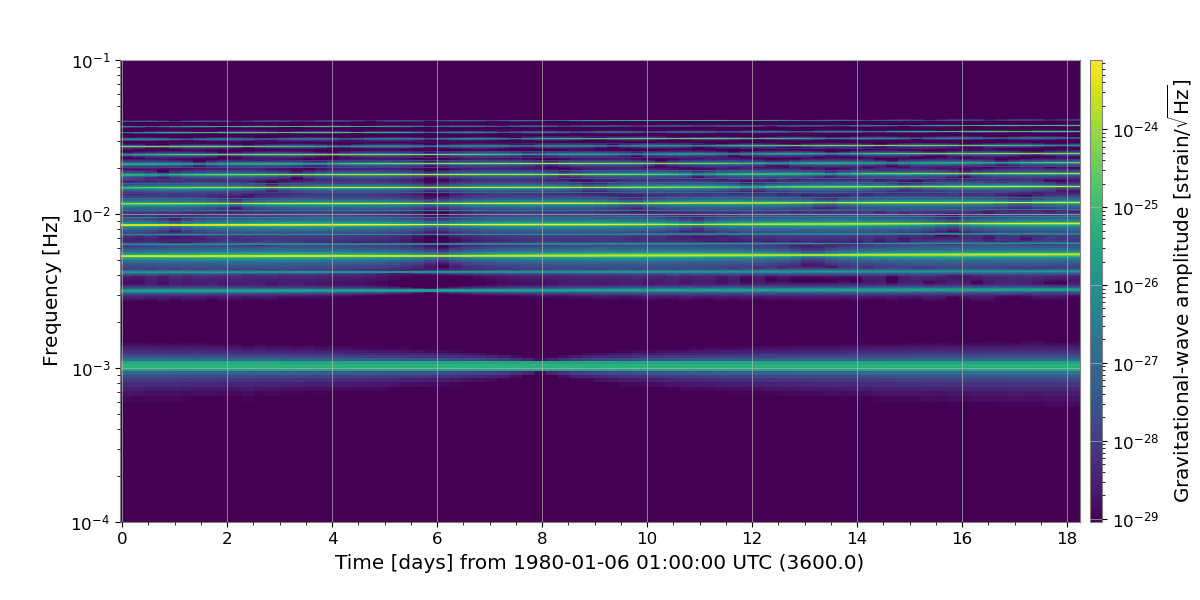 10⁻¹
10⁻²
10⁻³
10⁻⁴
Frequency [Hz]
0 2 4 6 8 10 12 14 16 18
Time [days] from 1980-01-06 01:00:00 UTC (3600.0)
10⁻²⁴
10⁻²⁵
10⁻²⁶
10⁻²⁷
10⁻²⁸
10⁻²⁹
Gravitational-wave amplitude [strain/√Hz]